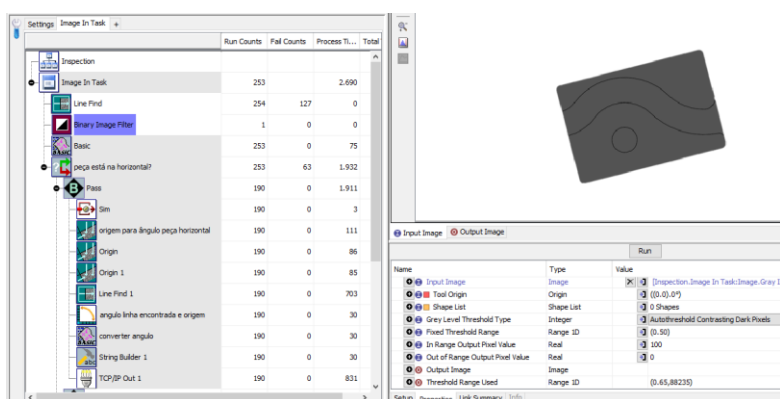 Settings Image In Task +
Run Counts Fail Counts Process Ti... Total
Inspection
Image In Task 253 2.690
Line Find 254 127 0
Binary Image Filter 1 0 0
Basic 253 0 75
peça está na horizontal? 253 63 1.932
Pass 190 0 1.911
Sim 190 0 3
origem para ângulo peça horizontal 190 0 111
Origin 190 0 86
Origin 1 190 0 85
Line Find 1 190 0 703
angulo linha encontrada e origem 190 0 30
converter angulo 190 0 30
String Builder 1 190 0 30
TCP/IP Out 1 190 0 831
Input Image Output Image
Run
Name Type Value
Input Image Image [Inspection.Image In Task:Image.Gray I
Tool Origin Origin ((0.0).0°)
Shape List Shape List 0 Shapes
Grey Level Threshold Type Integer Autothreshold Contrasting Dark Pixels
Fixed Threshold Range Range 1D (0.50)
In Range Output Pixel Value Real 100
Out of Range Output Pixel Value Real 0
Output Image Image
Threshold Range Used Range 1D (0.65,88235)
Setup Properties Link Summary Info